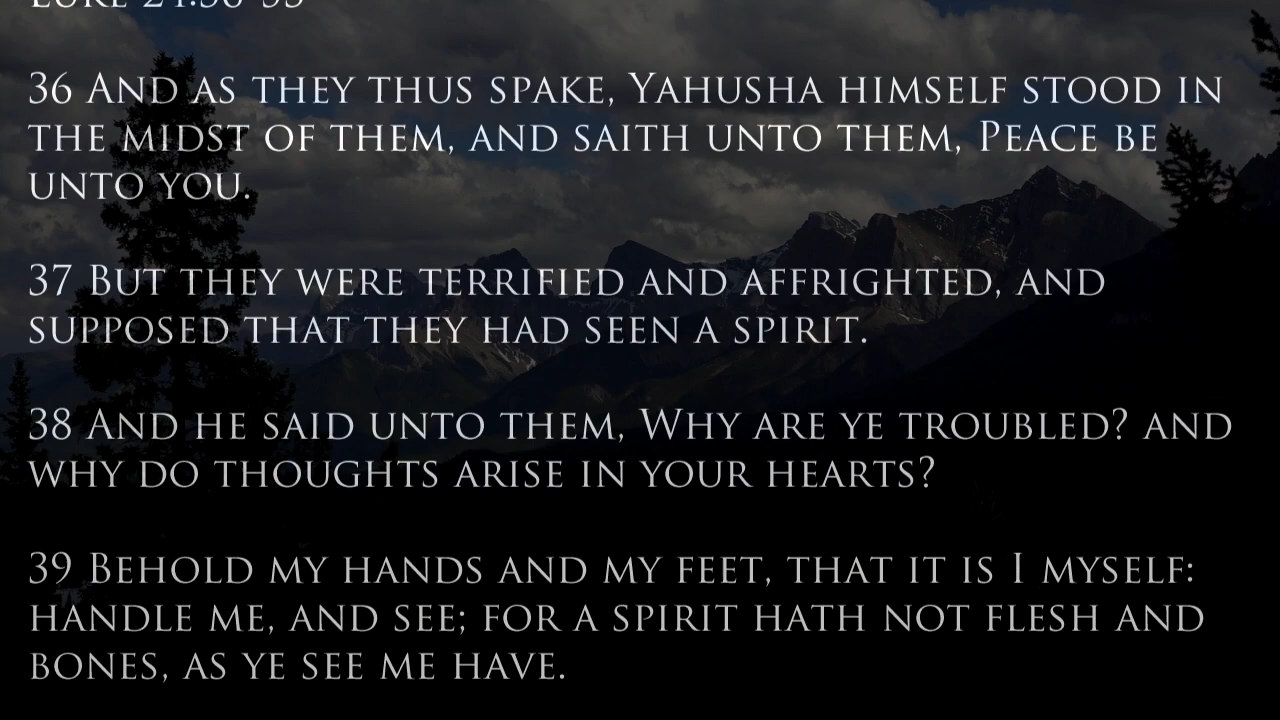 36 And as they thus spake, Yahusha himself stood in
the midst of them, and saith unto them, Peace be
unto you.
37 But they were terrified and affrighted, and
supposed that they had seen a spirit.
38 And he said unto them, Why are ye troubled? and
why do thoughts arise in your hearts?
39 Behold my hands and my feet, that it is I myself:
handle me, and see; for a spirit hath not flesh and
bones, as ye see me have.